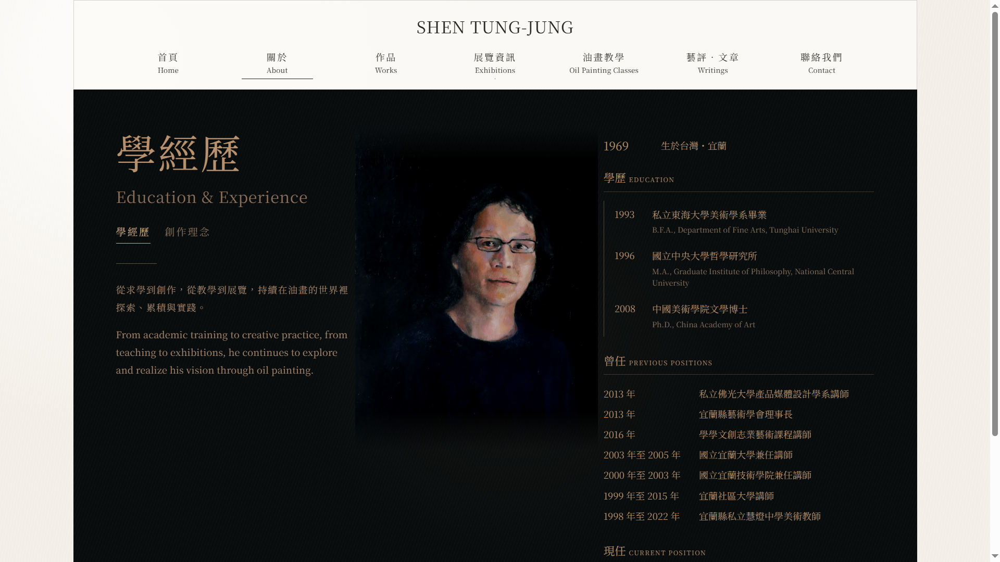 SHEN TUNG-JUNG
首頁
Home
關於
About
作品
Works
展覽資訊
Exhibitions
油畫教學
Oil Painting Classes
藝評 · 文章
Writings
聯絡我們
Contact
學經歷
Education & Experience
學經歷 創作理念
從求學到創作，從教學到展覽，持續在油畫的世界裡
探索、累積與實踐。
From academic training to creative practice, from
teaching to exhibitions, he continues to explore
and realize his vision through oil painting.
1969 生於台灣・宜蘭
學歷 EDUCATION
1993 私立東海大學美術學系畢業
B.F.A., Department of Fine Arts, Tunghai University
1996 國立中央大學哲學研究所
M.A., Graduate Institute of Philosophy, National Central
University
2008 中國美術學院文學博士
Ph.D., China Academy of Art
曾任 PREVIOUS POSITIONS
2013 年 私立佛光大學產品媒體設計學系講師
2013 年 宜蘭縣藝術學會理事長
2016 年 學學文創志業藝術課程講師
2003 年至 2005 年 國立宜蘭大學兼任講師
2000 年至 2003 年 國立宜蘭技術學院兼任講師
1999 年至 2015 年 宜蘭社區大學講師
1998 年至 2022 年 宜蘭縣私立慧燈中學美術教師
現任 CURRENT POSITION